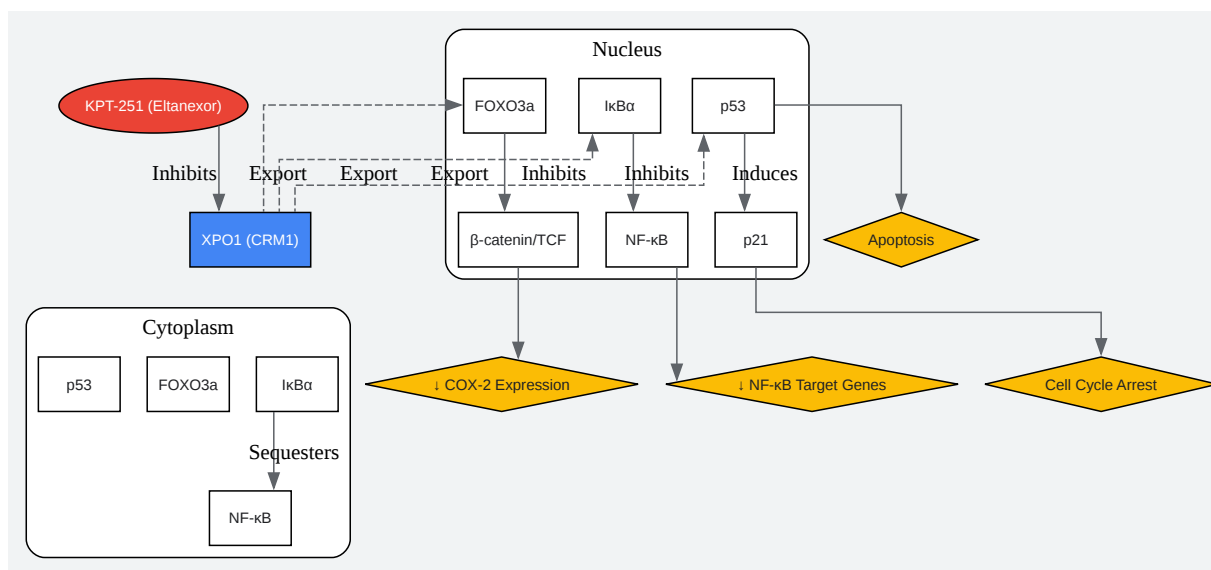 Nucleus
KPT-251 (Eltanexor)
FOXO3a
IκBα
p53
Inhibits
Export
Export
Export
Inhibits
Inhibits
Induces
XPO1 (CRM1)
β-catenin/TCF
NF-κB
p21
Apoptosis
Cytoplasm
p53
FOXO3a
IκBα
↓ COX-2 Expression
↓ NF-κB Target Genes
Cell Cycle Arrest
Sequesters
NF-κB